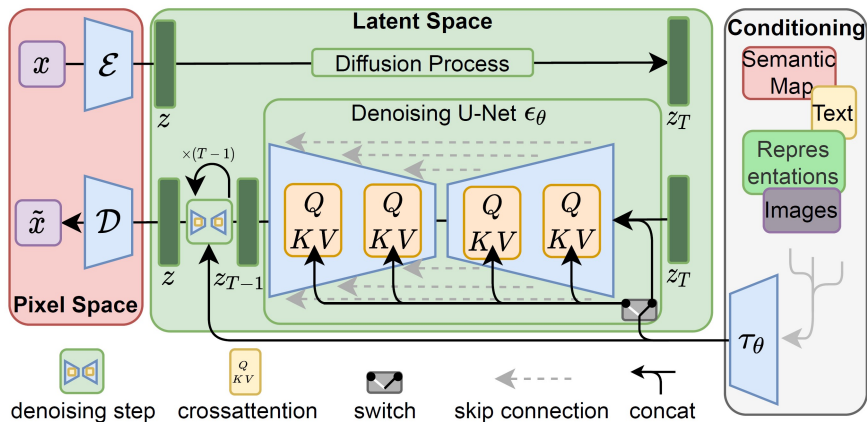 Latent Space
Conditioning
x
ℰ
Diffusion Process
Semantic
Map
Text
z
Denoising U-Net ϵ_θ
z_T
Repres
entations
×(T−1)
Images
x̃
𝒟
Q
KV
Q
KV
Q
KV
Q
KV
z
z_{T−1}
z_T
Pixel Space
τ_θ
Q
KV
denoising step
crossattention
switch
skip connection
concat